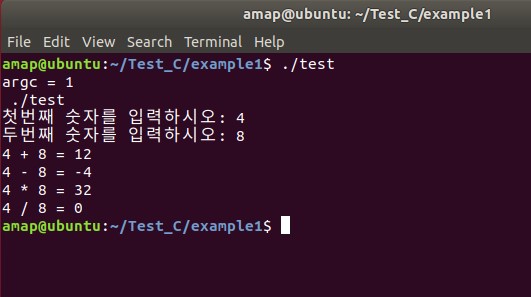 amap@ubuntu: ~/Test_C/example1
File Edit View Search Terminal Help
amap@ubuntu:~/Test_C/example1$ ./test
argc = 1
./test
첫번째 숫자를 입력하시오: 4
두번째 숫자를 입력하시오: 8
4 + 8 = 12
4 - 8 = -4
4 * 8 = 32
4 / 8 = 0
amap@ubuntu:~/Test_C/example1$